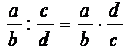 a/b : c/d = a/b · d/c